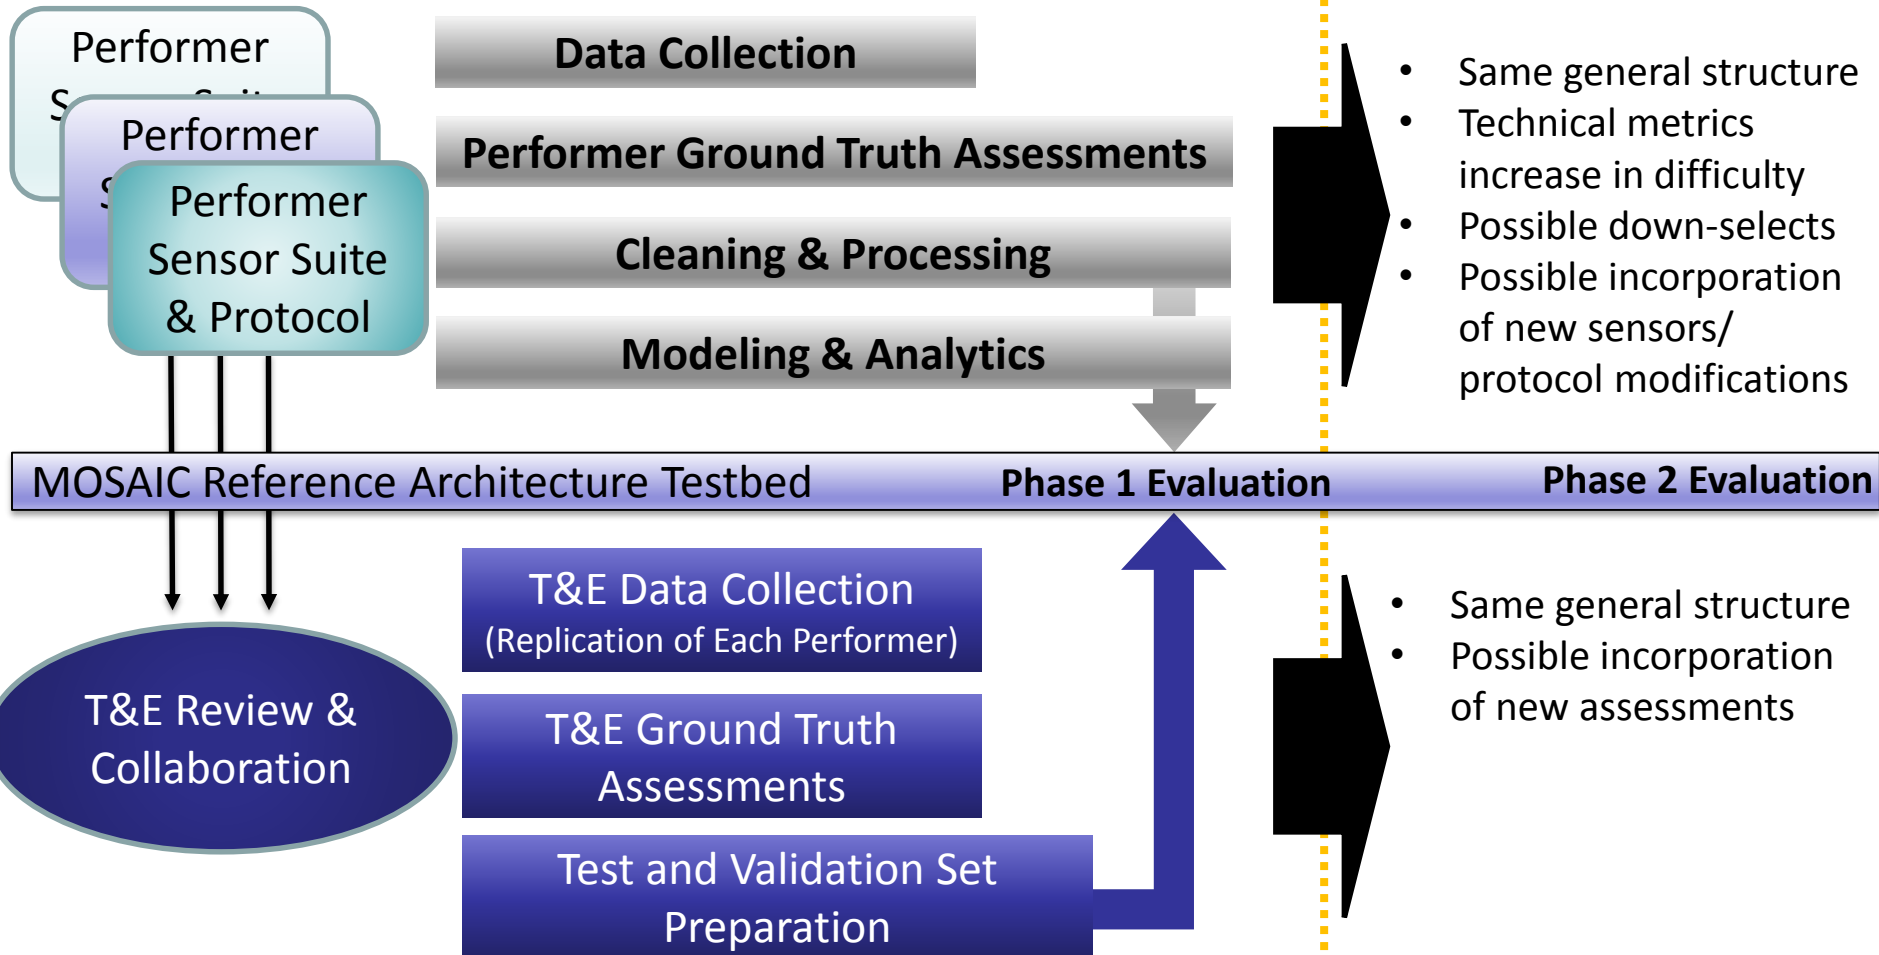 Performer
Performer
Performer
Sensor Suite
& Protocol
Data Collection
Performer Ground Truth Assessments
Cleaning & Processing
Modeling & Analytics
• Same general structure
• Technical metrics
increase in difficulty
• Possible down-selects
• Possible incorporation
of new sensors/
protocol modifications
MOSAIC Reference Architecture Testbed
Phase 1 Evaluation
Phase 2 Evaluation
T&E Review &
Collaboration
T&E Data Collection
(Replication of Each Performer)
T&E Ground Truth
Assessments
Test and Validation Set
Preparation
• Same general structure
• Possible incorporation
of new assessments